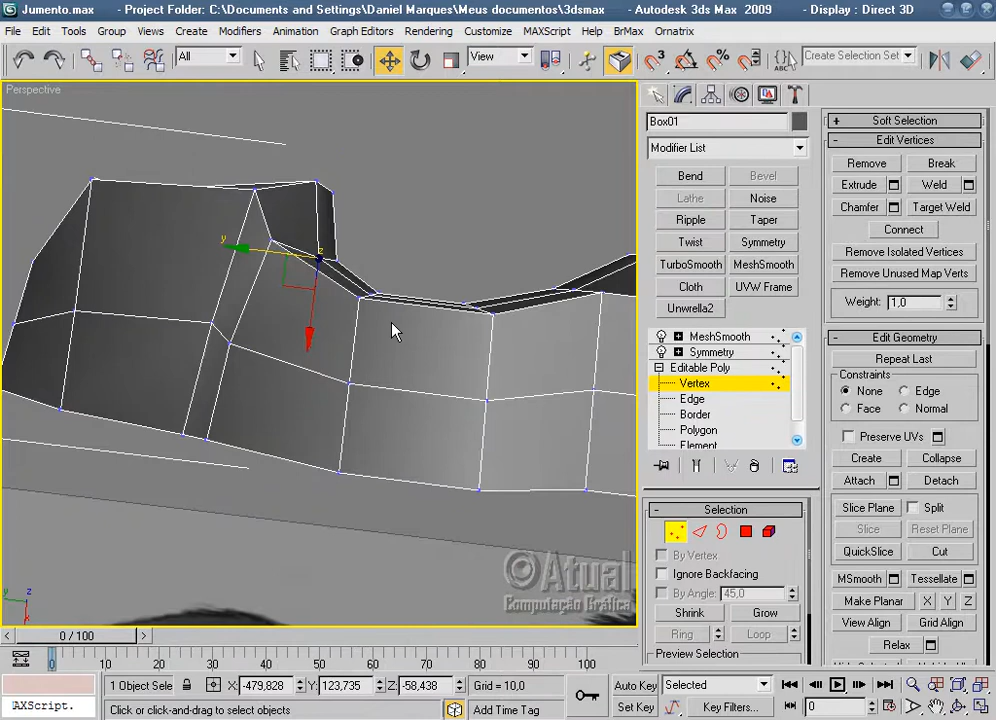 Jumento.max - Project Folder: C:\Documents and Settings\Daniel Marques\Meus documentos\3dsmax - Autodesk 3ds Max 2009 - Display : Direct 3D
File Edit Tools Group Views Create Modifiers Animation Graph Editors Rendering Customize MAXScript Help BrMax Ornatrix
All View Create Selection Set
Perspective
Box01
Modifier List
Bend Bevel
Lathe Noise
Ripple Taper
Twist Symmetry
TurboSmooth MeshSmooth
Cloth UVW Frame
Unwrella2
MeshSmooth
Symmetry
Editable Poly
Vertex
Edge
Border
Polygon
Element
- Selection
By Vertex
Ignore Backfacing
By Angle: 45,0
Shrink Grow
Ring Loop
Preview Selection
+ Soft Selection
- Edit Vertices
Remove Break
Extrude Weld
Chamfer Target Weld
Connect
Remove Isolated Vertices
Remove Unused Map Verts
Weight: 1,0
- Edit Geometry
Repeat Last
Constraints
None Edge
Face Normal
Preserve UVs
Create Collapse
Attach Detach
Slice Plane Split
Slice Reset Plane
QuickSlice Cut
MSmooth Tessellate
Make Planar X Y Z
View Align Grid Align
Relax
y z
z
Atual
Computação Gráfica
< 0 / 100 >
0 10 20 30 40 50 60 70 80 90 100
1 Object Sele X: -479,828 Y: 123,735 Z: -58,438 Grid = 10,0
Auto Key Selected
AXScript. Click or click-and-drag to select objects Add Time Tag
Set Key Key Filters... 0